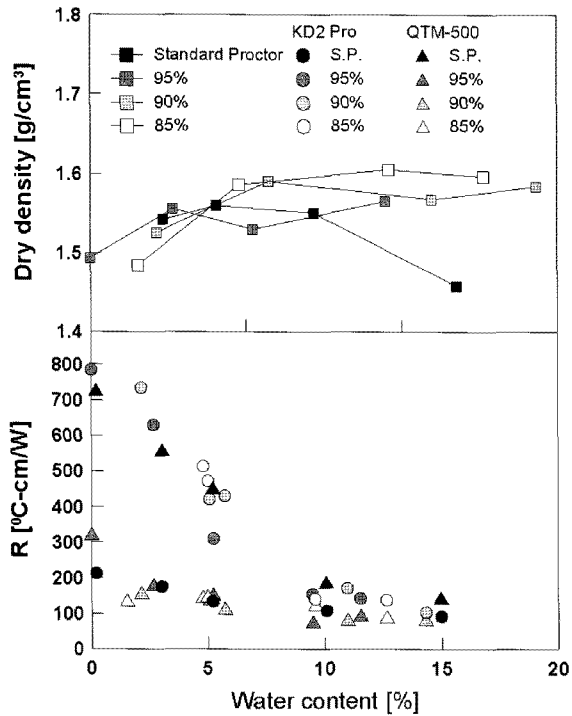 1.8
1.7
1.6
1.5
1.4
Dry density [g/cm³]
KD2 Pro QTM-500
Standard Proctor S.P. S.P.
95% 95% 95%
90% 90% 90%
85% 85% 85%
800
700
600
500
400
300
200
100
0
R [⁰C-cm/W]
0 5 10 15 20
Water content [%]